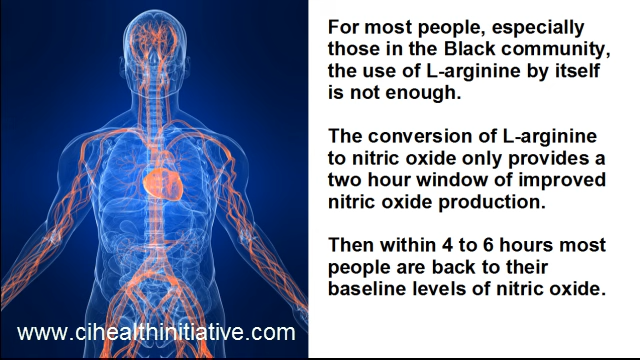 For most people, especially
those in the Black community,
the use of L-arginine by itself
is not enough.
The conversion of L-arginine
to nitric oxide only provides a
two hour window of improved
nitric oxide production.
Then within 4 to 6 hours most
people are back to their
baseline levels of nitric oxide.
www.cihealthinitiative.com